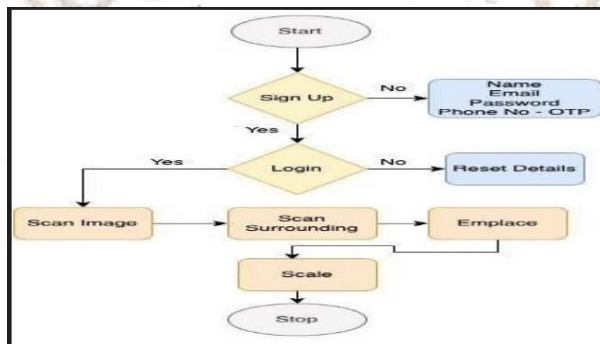 Start
Sign Up
No
Name
Email
Password
Phone No - OTP
Yes
Login
Yes
No
Reset Details
Scan Image
Scan
Surrounding
Emplace
Scale
Stop